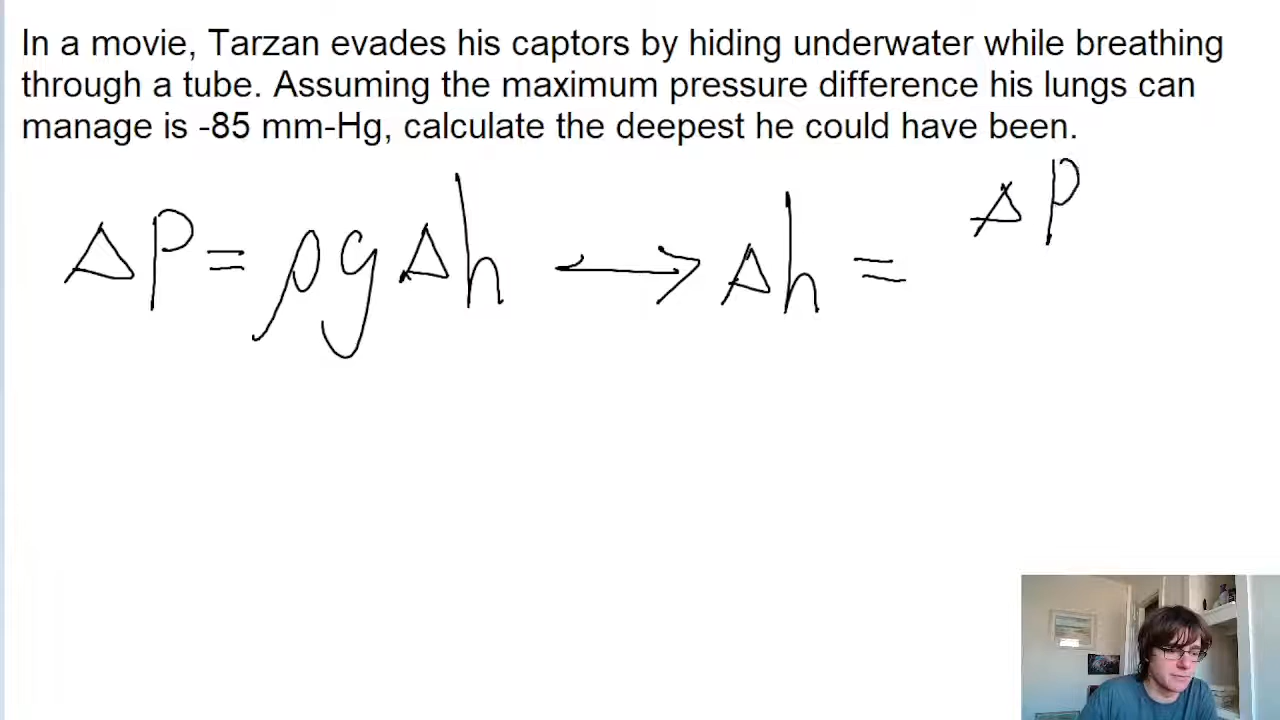 In a movie, Tarzan evades his captors by hiding underwater while breathing
through a tube. Assuming the maximum pressure difference his lungs can
manage is -85 mm-Hg, calculate the deepest he could have been.
ΔP = ρgΔh → Δh = ΔP